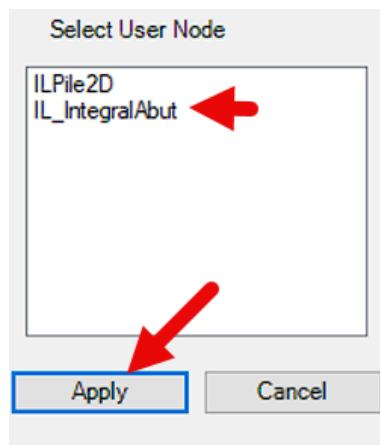 Select User Node
ILPile2D
IL_IntegralAbut
Apply
Cancel